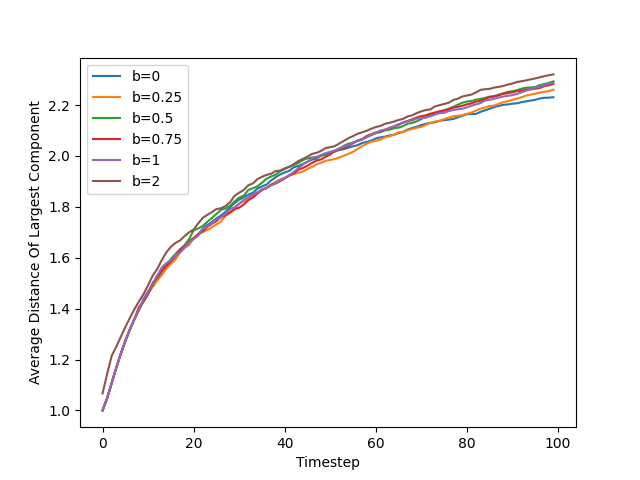 b=0
b=0.25
b=0.5
b=0.75
b=1
b=2
2.2
2.0
1.8
1.6
1.4
1.2
1.0
Average Distance Of Largest Component
0 20 40 60 80 100
Timestep